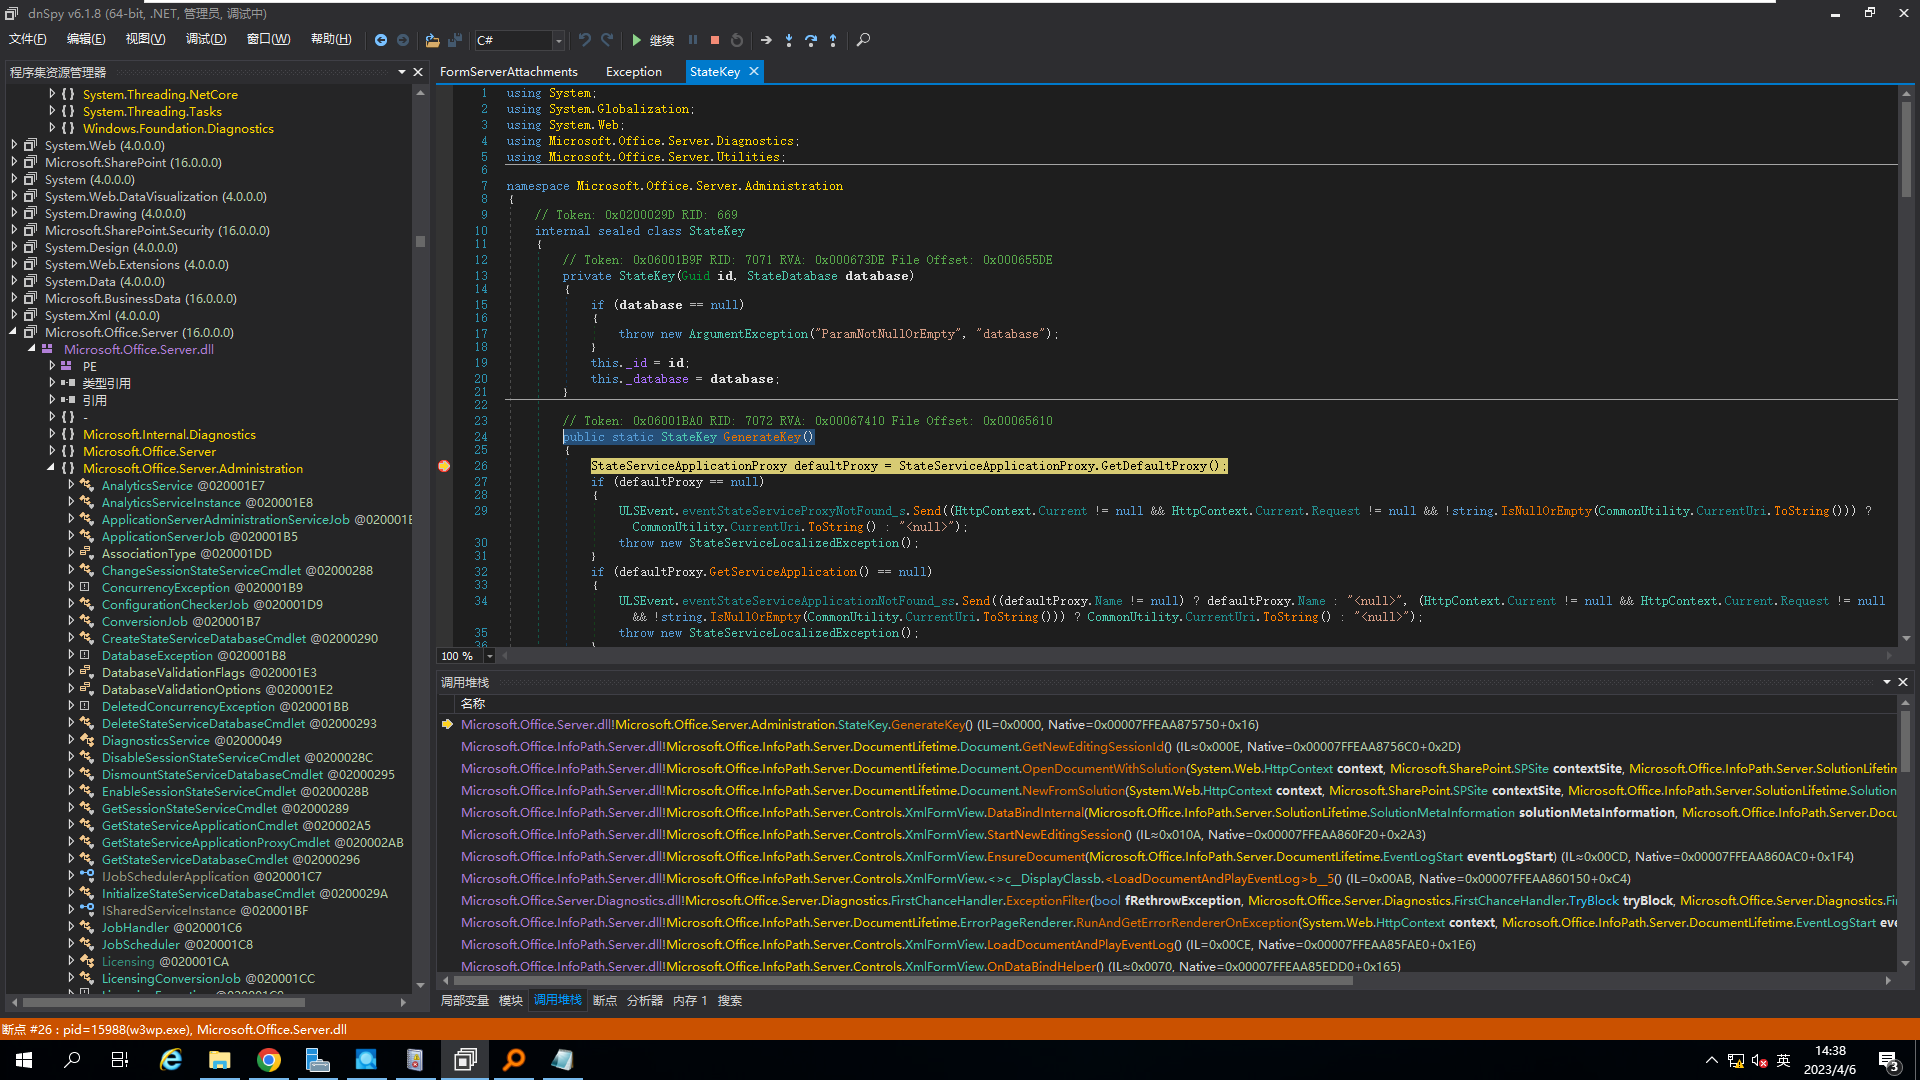 dnSpy v6.1.8 (64-bit, .NET, 管理员, 调试中)
文件(F) 编辑(E) 视图(V) 调试(D) 窗口(W) 帮助(H) C# 继续
程序集资源管理器
System.Threading.NetCore
System.Threading.Tasks
Windows.Foundation.Diagnostics
System.Web (4.0.0.0)
Microsoft.SharePoint (16.0.0.0)
System (4.0.0.0)
System.Web.DataVisualization (4.0.0.0)
System.Drawing (4.0.0.0)
Microsoft.SharePoint.Security (16.0.0.0)
System.Design (4.0.0.0)
System.Web.Extensions (4.0.0.0)
System.Data (4.0.0.0)
Microsoft.BusinessData (16.0.0.0)
System.Xml (4.0.0.0)
Microsoft.Office.Server (16.0.0.0)
Microsoft.Office.Server.dll
PE
类型引用
引用
{ } -
Microsoft.Internal.Diagnostics
Microsoft.Office.Server
Microsoft.Office.Server.Administration
AnalyticsService @020001E7
AnalyticsServiceInstance @020001E8
ApplicationServerAdministrationServiceJob @020001B
ApplicationServerJob @020001B5
AssociationType @020001DD
ChangeSessionStateServiceCmdlet @02000288
ConcurrencyException @020001B9
ConfigurationCheckerJob @020001D9
ConversionJob @020001B7
CreateStateServiceDatabaseCmdlet @02000290
DatabaseException @020001B8
DatabaseValidationFlags @020001E3
DatabaseValidationOptions @020001E2
DeletedConcurrencyException @020001BB
DeleteStateServiceDatabaseCmdlet @02000293
DiagnosticsService @02000049
DisableSessionStateServiceCmdlet @0200028C
DismountStateServiceDatabaseCmdlet @02000295
EnableSessionStateServiceCmdlet @0200028B
GetSessionStateServiceCmdlet @02000289
GetStateServiceApplicationCmdlet @020002A5
GetStateServiceApplicationProxyCmdlet @020002AB
GetStateServiceDatabaseCmdlet @02000296
IJobSchedulerApplication @020001C7
InitializeStateServiceDatabaseCmdlet @0200029A
ISharedServiceInstance @020001BF
JobHandler @020001C6
JobScheduler @020001C8
Licensing @020001CA
LicensingConversionJob @020001CC
FormServerAttachments Exception StateKey
1 using System;
2 using System.Globalization;
3 using System.Web;
4 using Microsoft.Office.Server.Diagnostics;
5 using Microsoft.Office.Server.Utilities;
6
7 namespace Microsoft.Office.Server.Administration
8 {
9 // Token: 0x0200029D RID: 669
10 internal sealed class StateKey
11 {
12 // Token: 0x06001B9F RID: 7071 RVA: 0x000673DE File Offset: 0x000655DE
13 private StateKey(Guid id, StateDatabase database)
14 {
15 if (database == null)
16 {
17 throw new ArgumentException("ParamNotNullOrEmpty", "database");
18 }
19 this._id = id;
20 this._database = database;
21 }
22
23 // Token: 0x06001BA0 RID: 7072 RVA: 0x00067410 File Offset: 0x00065610
24 public static StateKey GenerateKey()
25 {
26 StateServiceApplicationProxy defaultProxy = StateServiceApplicationProxy.GetDefaultProxy();
27 if (defaultProxy == null)
28 {
29 ULSEvent.eventStateServiceProxyNotFound_s.Send((HttpContext.Current != null && HttpContext.Current.Request != null && !string.IsNullOrEmpty(CommonUtility.CurrentUri.ToString())) ?
CommonUtility.CurrentUri.ToString() : "<null>");
30 throw new StateServiceLocalizedException();
31 }
32 if (defaultProxy.GetServiceApplication() == null)
33 {
34 ULSEvent.eventStateServiceApplicationNotFound_ss.Send((defaultProxy.Name != null) ? defaultProxy.Name : "<null>", (HttpContext.Current != null && HttpContext.Current.Request != null
&& !string.IsNullOrEmpty(CommonUtility.CurrentUri.ToString())) ? CommonUtility.CurrentUri.ToString() : "<null>");
35 throw new StateServiceLocalizedException();
36 }
100 %
调用堆栈
名称
Microsoft.Office.Server.dll!Microsoft.Office.Server.Administration.StateKey.GenerateKey() (IL=0x0000, Native=0x00007FFEAA875750+0x16)
Microsoft.Office.InfoPath.Server.dll!Microsoft.Office.InfoPath.Server.DocumentLifetime.Document.GetNewEditingSessionId() (IL≈0x000E, Native=0x00007FFEAA8756C0+0x2D)
Microsoft.Office.InfoPath.Server.dll!Microsoft.Office.InfoPath.Server.DocumentLifetime.Document.OpenDocumentWithSolution(System.Web.HttpContext context, Microsoft.SharePoint.SPSite contextSite, Microsoft.Office.InfoPath.Server.SolutionLifetim
Microsoft.Office.InfoPath.Server.dll!Microsoft.Office.InfoPath.Server.DocumentLifetime.Document.NewFromSolution(System.Web.HttpContext context, Microsoft.SharePoint.SPSite contextSite, Microsoft.Office.InfoPath.Server.SolutionLifetime.Solution
Microsoft.Office.InfoPath.Server.dll!Microsoft.Office.InfoPath.Server.Controls.XmlFormView.DataBindInternal(Microsoft.Office.InfoPath.Server.SolutionLifetime.SolutionMetaInformation solutionMetaInformation, Microsoft.Office.InfoPath.Server.Docu
Microsoft.Office.InfoPath.Server.dll!Microsoft.Office.InfoPath.Server.Controls.XmlFormView.StartNewEditingSession() (IL≈0x010A, Native=0x00007FFEAA860F20+0x2A3)
Microsoft.Office.InfoPath.Server.dll!Microsoft.Office.InfoPath.Server.Controls.XmlFormView.EnsureDocument(Microsoft.Office.InfoPath.Server.DocumentLifetime.EventLogStart eventLogStart) (IL≈0x00CD, Native=0x00007FFEAA860AC0+0x1F4)
Microsoft.Office.InfoPath.Server.dll!Microsoft.Office.InfoPath.Server.Controls.XmlFormView.<>c__DisplayClassb.<LoadDocumentAndPlayEventLog>b__5() (IL=0x00AB, Native=0x00007FFEAA860150+0xC4)
Microsoft.Office.Server.Diagnostics.dll!Microsoft.Office.Server.Diagnostics.FirstChanceHandler.ExceptionFilter(bool fRethrowException, Microsoft.Office.Server.Diagnostics.FirstChanceHandler.TryBlock tryBlock, Microsoft.Office.Server.Diagnostics.Fi
Microsoft.Office.InfoPath.Server.dll!Microsoft.Office.InfoPath.Server.DocumentLifetime.ErrorPageRenderer.RunAndGetErrorRendererOnException(System.Web.HttpContext context, Microsoft.Office.InfoPath.Server.DocumentLifetime.EventLogStart eve
Microsoft.Office.InfoPath.Server.dll!Microsoft.Office.InfoPath.Server.Controls.XmlFormView.LoadDocumentAndPlayEventLog() (IL=0x00CE, Native=0x00007FFEAA85FAE0+0x1E6)
Microsoft.Office.InfoPath.Server.dll!Microsoft.Office.InfoPath.Server.Controls.XmlFormView.OnDataBindHelper() (IL≈0x0070, Native=0x00007FFEAA85EDD0+0x165)
局部变量 模块 调用堆栈 断点 分析器 内存 1 搜索
断点 #26 : pid=15988(w3wp.exe), Microsoft.Office.Server.dll
英
14:38
2023/4/6
3